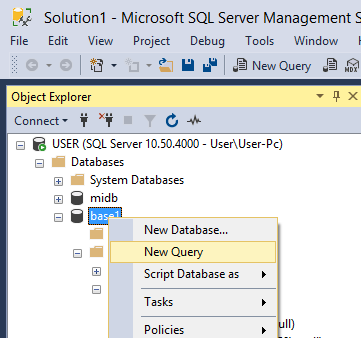 Solution1 - Microsoft SQL Server Management S
File Edit View Project Debug Tools Window
New Query
MDX
Object Explorer
Connect
USER (SQL Server 10.50.4000 - User\User-Pc)
Databases
System Databases
midb
base1
New Database...
New Query
Script Database as
Tasks
ull)
Policies